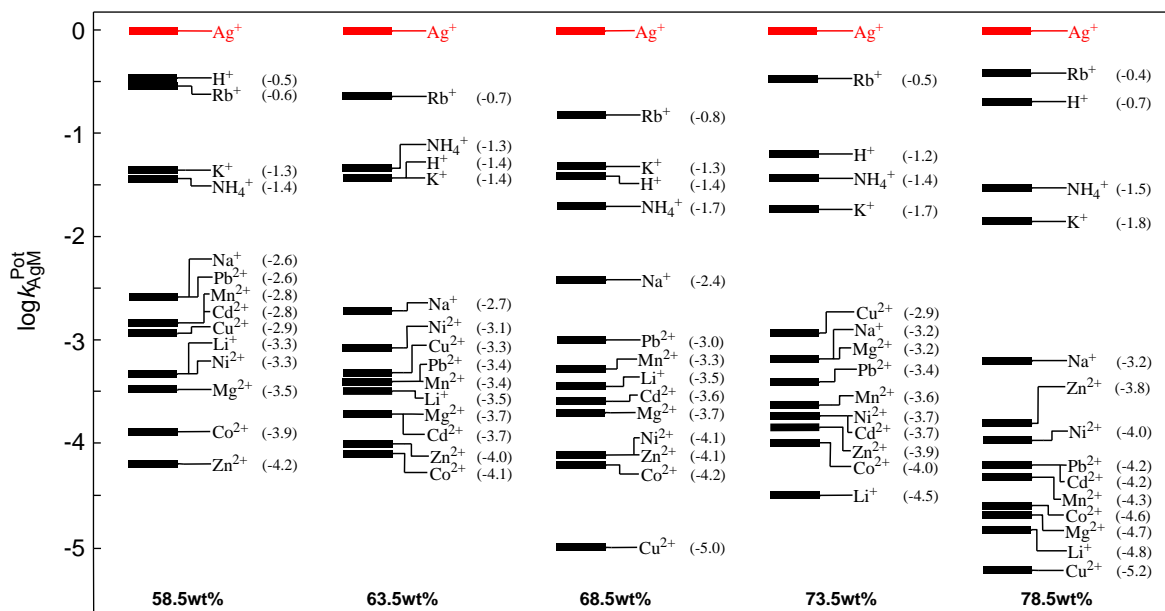 log k Pot AgM
0
-1
-2
-3
-4
-5
Ag⁺
H⁺ (-0.5)
Rb⁺ (-0.6)
K⁺ (-1.3)
NH₄⁺ (-1.4)
Na⁺ (-2.6)
Pb²⁺ (-2.6)
Mn²⁺ (-2.8)
Cd²⁺ (-2.8)
Cu²⁺ (-2.9)
Li⁺ (-3.3)
Ni²⁺ (-3.3)
Mg²⁺ (-3.5)
Co²⁺ (-3.9)
Zn²⁺ (-4.2)
58.5wt%
Ag⁺
Rb⁺ (-0.7)
NH₄⁺ (-1.3)
H⁺ (-1.4)
K⁺ (-1.4)
Na⁺ (-2.7)
Ni²⁺ (-3.1)
Cu²⁺ (-3.3)
Pb²⁺ (-3.4)
Mn²⁺ (-3.4)
Li⁺ (-3.5)
Mg²⁺ (-3.7)
Cd²⁺ (-3.7)
Zn²⁺ (-4.0)
Co²⁺ (-4.1)
63.5wt%
Ag⁺
Rb⁺ (-0.8)
K⁺ (-1.3)
H⁺ (-1.4)
NH₄⁺ (-1.7)
Na⁺ (-2.4)
Pb²⁺ (-3.0)
Mn²⁺ (-3.3)
Li⁺ (-3.5)
Cd²⁺ (-3.6)
Mg²⁺ (-3.7)
Ni²⁺ (-4.1)
Zn²⁺ (-4.1)
Co²⁺ (-4.2)
Cu²⁺ (-5.0)
68.5wt%
Ag⁺
Rb⁺ (-0.5)
H⁺ (-1.2)
NH₄⁺ (-1.4)
K⁺ (-1.7)
Cu²⁺ (-2.9)
Na⁺ (-3.2)
Mg²⁺ (-3.2)
Pb²⁺ (-3.4)
Mn²⁺ (-3.6)
Ni²⁺ (-3.7)
Cd²⁺ (-3.7)
Zn²⁺ (-3.9)
Co²⁺ (-4.0)
Li⁺ (-4.5)
73.5wt%
Ag⁺
Rb⁺ (-0.4)
H⁺ (-0.7)
NH₄⁺ (-1.5)
K⁺ (-1.8)
Na⁺ (-3.2)
Zn²⁺ (-3.8)
Ni²⁺ (-4.0)
Pb²⁺ (-4.2)
Cd²⁺ (-4.2)
Mn²⁺ (-4.3)
Co²⁺ (-4.6)
Mg²⁺ (-4.7)
Li⁺ (-4.8)
Cu²⁺ (-5.2)
78.5wt%